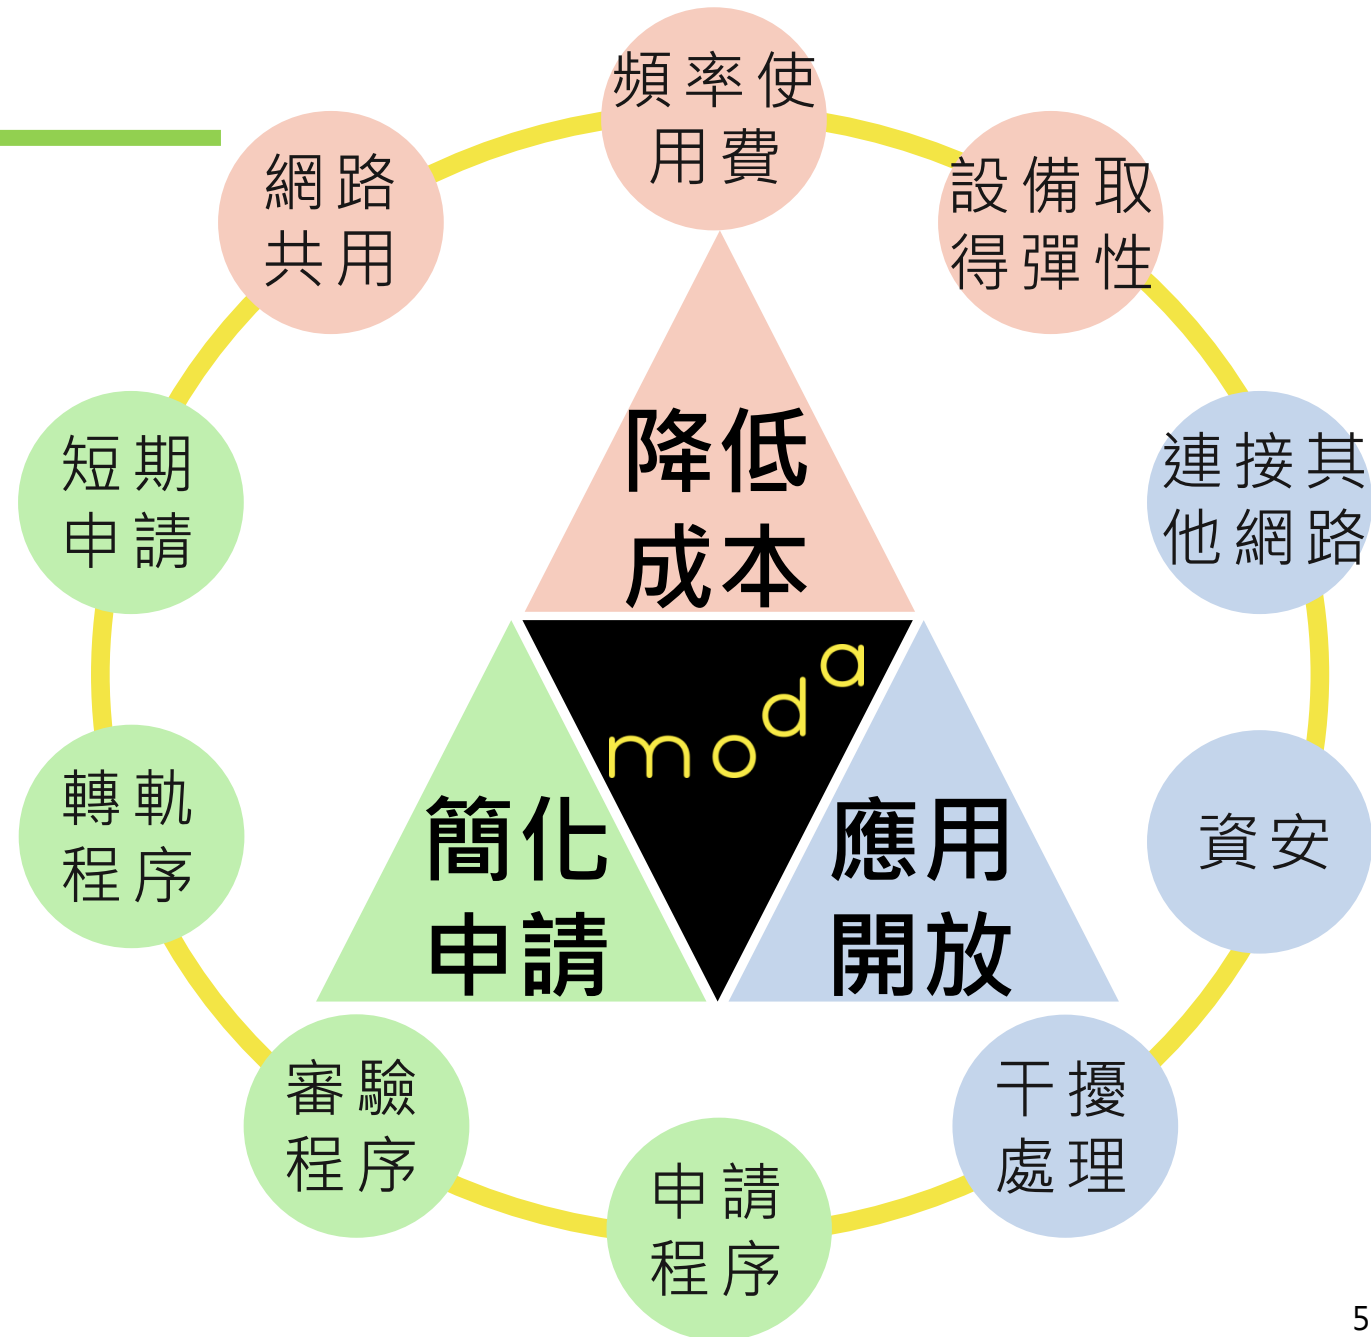 頻率使
用費
網路
共用
設備取
得彈性
降低
成本
短期
申請
連接其
他網路
moda
簡化
申請
應用
開放
轉軌
程序
資安
審驗
程序
干擾
處理
申請
程序
5